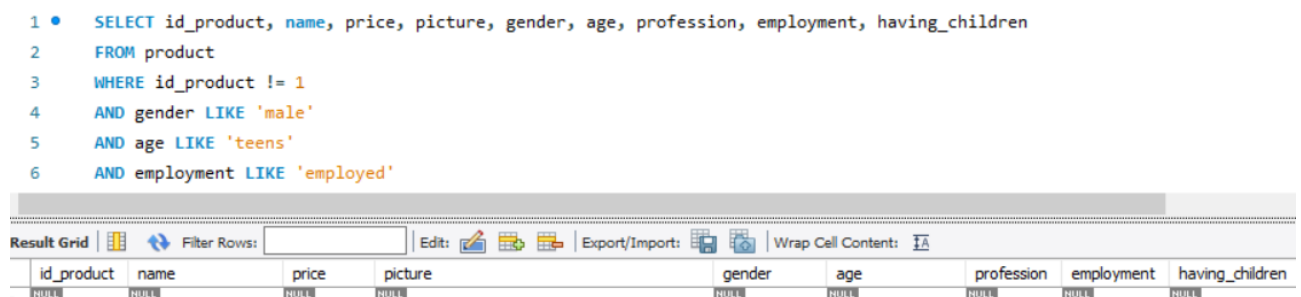 1 SELECT id_product, name, price, picture, gender, age, profession, employment, having_children
2 FROM product
3 WHERE id_product != 1
4 AND gender LIKE 'male'
5 AND age LIKE 'teens'
6 AND employment LIKE 'employed'
Result Grid Filter Rows: Edit: Export/Import: Wrap Cell Content: IA
id_product name price picture gender age profession employment having_children
NULL NULL NULL NULL NULL NULL NULL NULL NULL